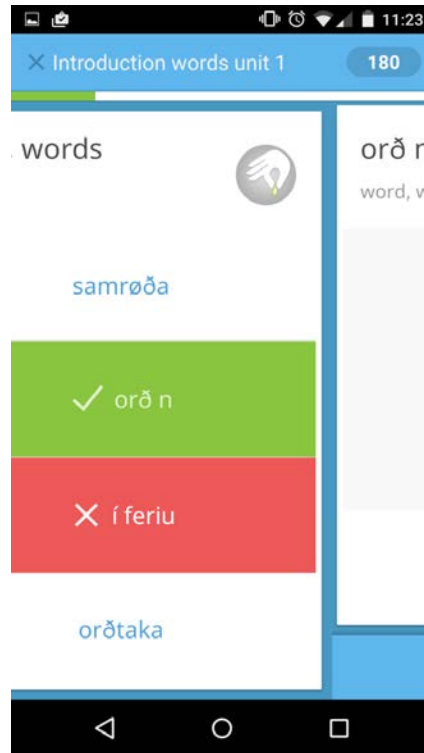 11:23
× Introduction words unit 1
180
words
samrøða
✓ orð n
× í feriu
orðtaka
orð n
word,